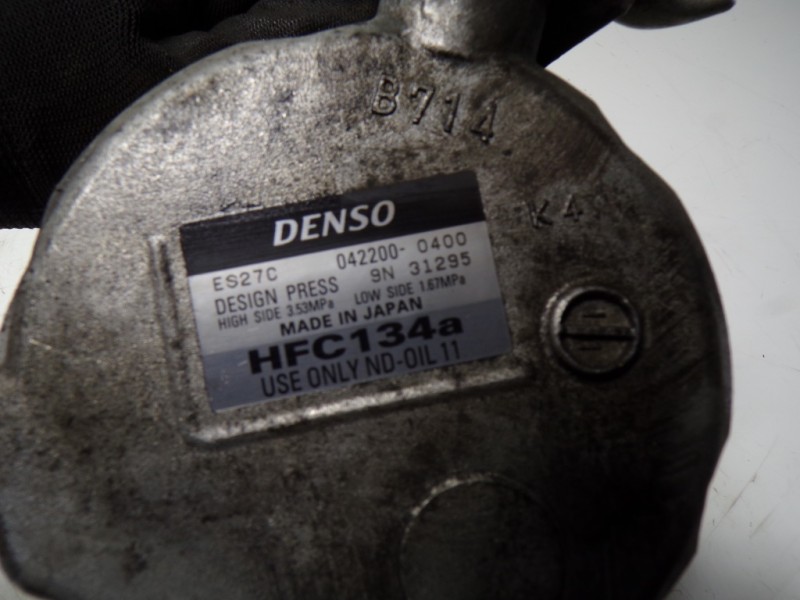 B714
DENSO
ES27C 042200-0400
DESIGN PRESS 9N 31295
HIGH SIDE 3.53MPa LOW SIDE 1.67MPa
MADE IN JAPAN
HFC134a
USE ONLY ND-OIL 11